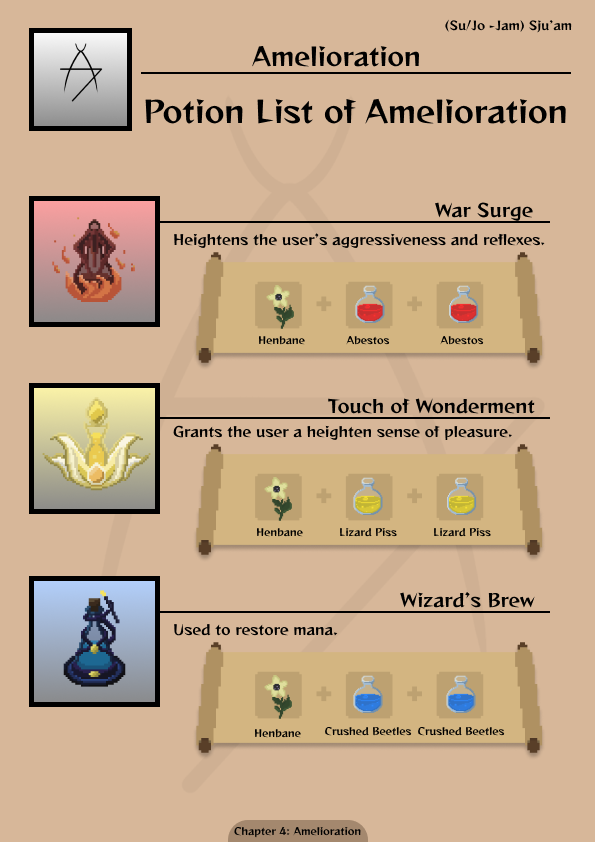 (Su/Jo -Jam) Sju'am
Amelioration
Potion List of Amelioration
War Surge
Heightens the user's aggressiveness and reflexes.
Henbane Abestos Abestos
Touch of Wonderment
Grants the user a heighten sense of pleasure.
Henbane Lizard Piss Lizard Piss
Wizard's Brew
Used to restore mana.
Henbane Crushed Beetles Crushed Beetles
Chapter 4: Amelioration